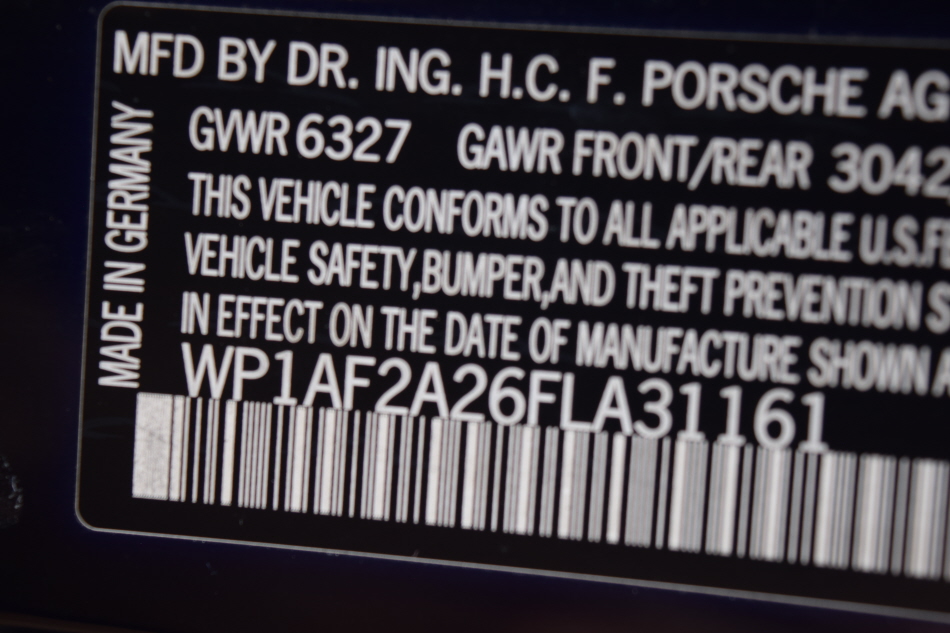 MFD BY DR. ING. H.C. F. PORSCHE AG
GVWR 6327 GAWR FRONT/REAR 3042
THIS VEHICLE CONFORMS TO ALL APPLICABLE U.S.F
VEHICLE SAFETY,BUMPER,AND THEFT PREVENTION S
IN EFFECT ON THE DATE OF MANUFACTURE SHOWN A
WP1AF2A26FLA31161
MADE IN GERMANY